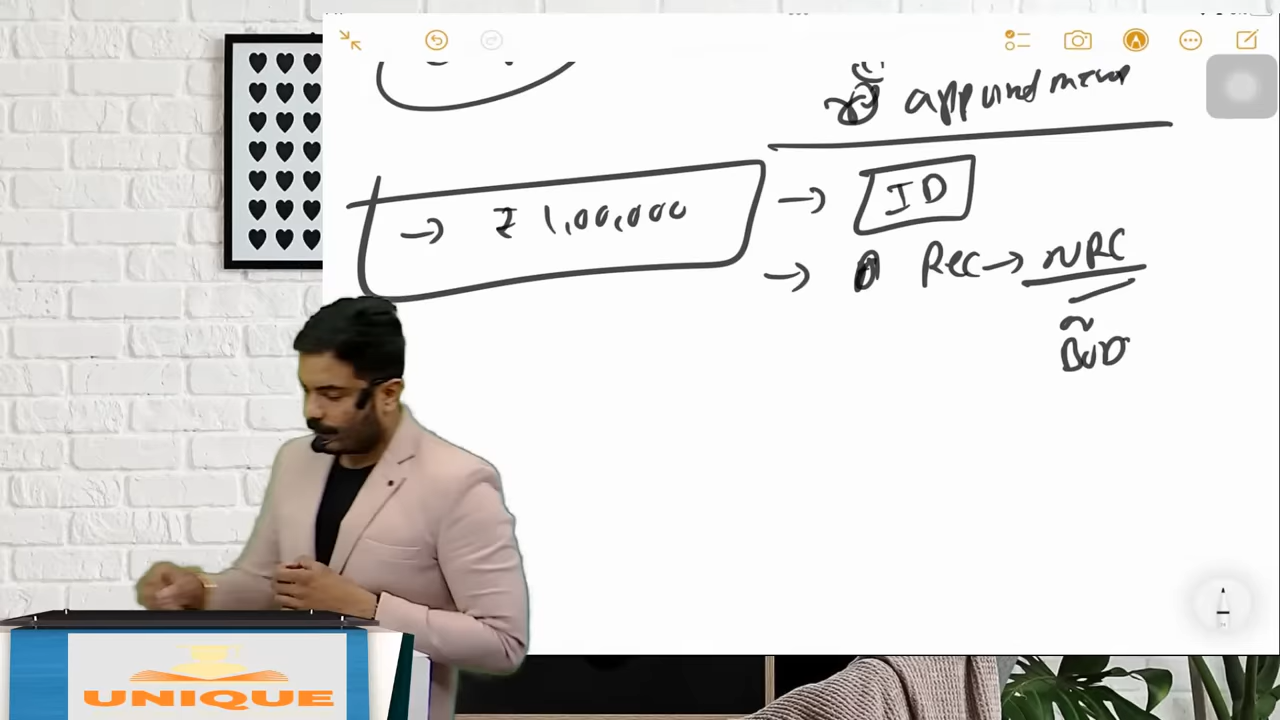 appointment
→ ₹ 1,00,000
→ ID
→ Rec → NRC
BOD
UNIQUE